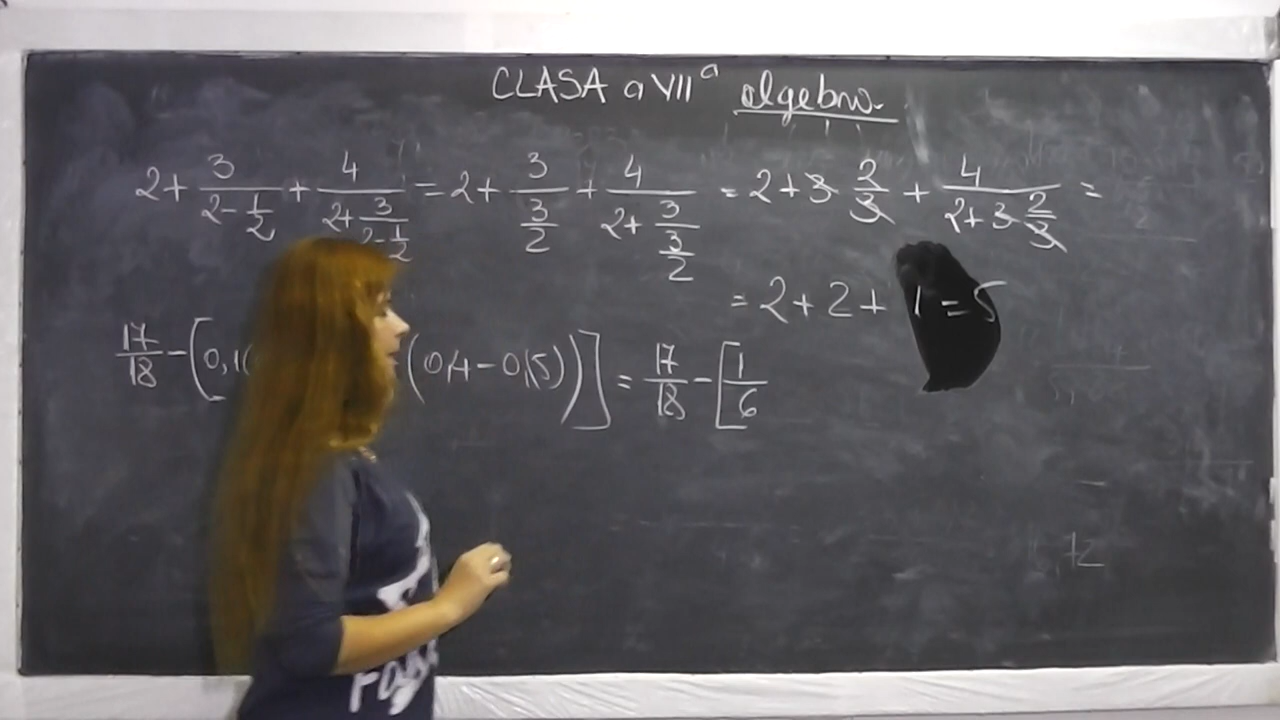 CLASA a VII a algebra
2 + 3/(2 - 1/2) + 4/(2 + 3/(2 - 1/2)) = 2 + 3/(3/2) + 4/(2 + 3/(3/2)) = 2 + 3 · 2/3 + 4/(2 + 3 · 2/3) =
= 2 + 2 + 1 = 5
17/18 - [0,1( (0,4 - 0,(5))] = 17/18 - [1/6